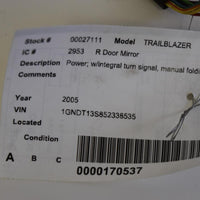 Stock # 00027111 Model TRAILBLAZER
IC # 2953 R Door Mirror
Description Power; w/integral turn signal, manual foldi
Comments
Year 2005
VIN 1GNDT13S852338535
Located
Condition
A B C
0000170537